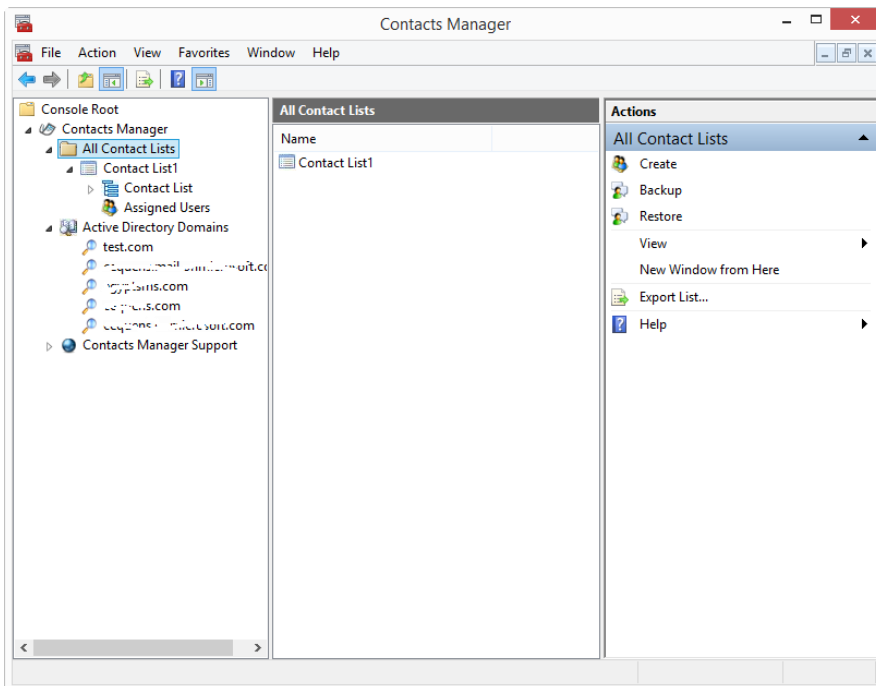 Contacts Manager
File Action View Favorites Window Help
Console Root
Contacts Manager
All Contact Lists
Contact List1
Contact List
Assigned Users
Active Directory Domains
test.com
Contacts Manager Support
All Contact Lists
Name
Contact List1
Actions
All Contact Lists
Create
Backup
Restore
View
New Window from Here
Export List...
Help